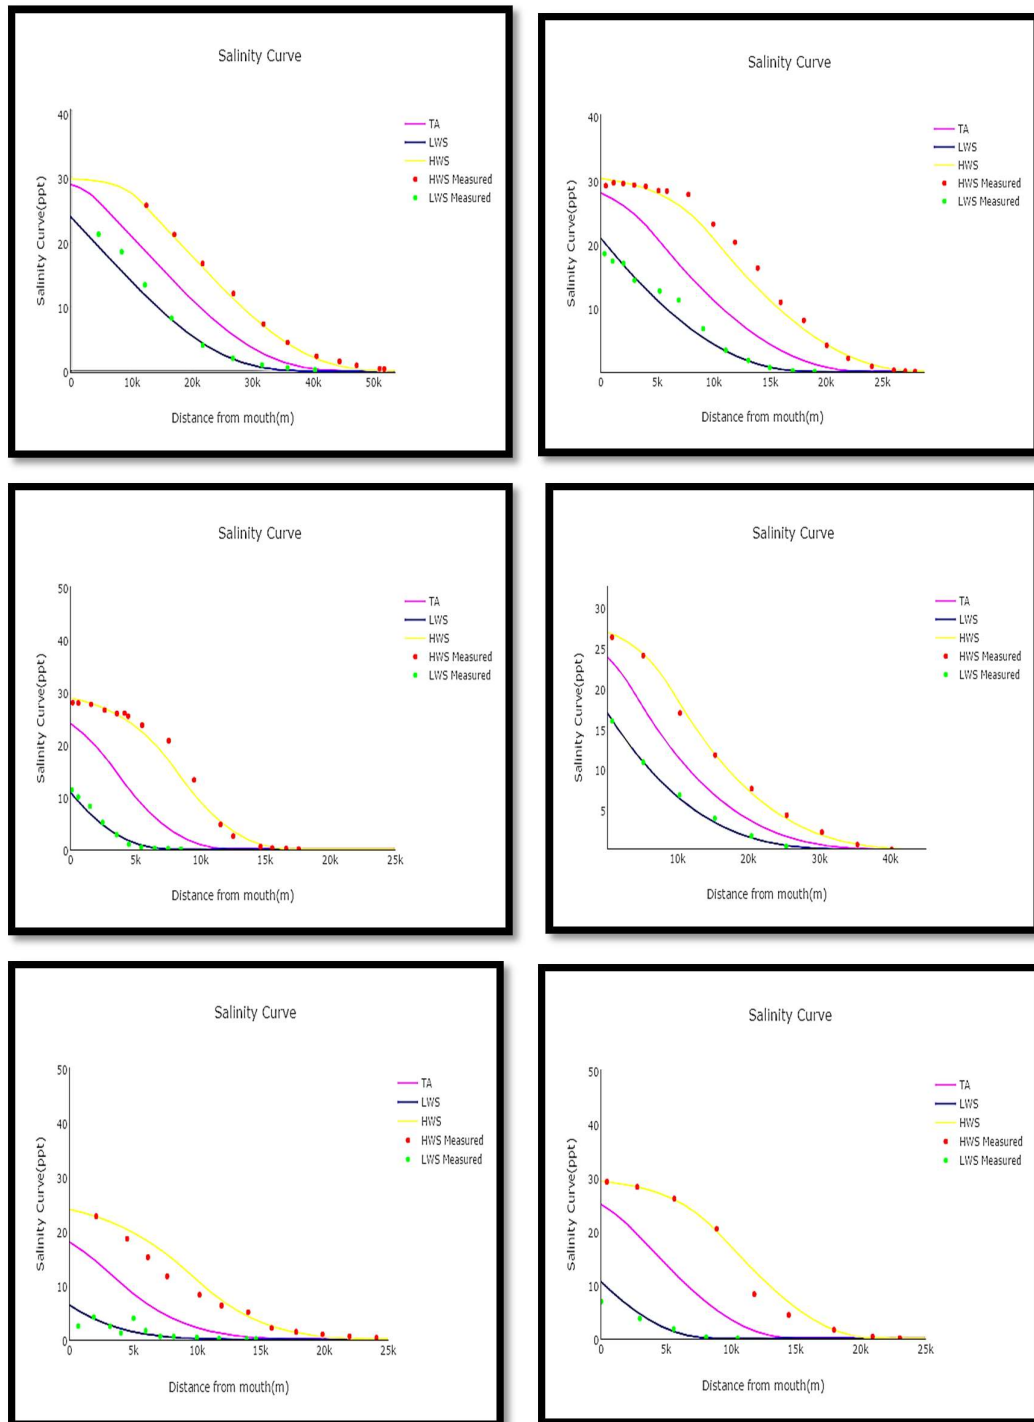 Salinity Curve
40
30
20
10
0
Salinity Curve(ppt)
0 10k 20k 30k 40k 50k
Distance from mouth(m)
TA
LWS
HWS
HWS Measured
LWS Measured
Salinity Curve
40
30
20
10
Salinity Curve(ppt)
0 5k 10k 15k 20k 25k
Distance from mouth(m)
TA
LWS
HWS
HWS Measured
LWS Measured
Salinity Curve
50
40
30
20
10
0
Salinity Curve(ppt)
0 5k 10k 15k 20k 25k
Distance from mouth(m)
TA
LWS
HWS
HWS Measured
LWS Measured
Salinity Curve
30
25
20
15
10
5
Salinity Curve(ppt)
10k 20k 30k 40k
Distance from mouth(m)
TA
LWS
HWS
HWS Measured
LWS Measured
Salinity Curve
50
40
30
20
10
0
Salinity Curve(ppt)
0 5k 10k 15k 20k 25k
Distance from mouth(m)
TA
LWS
HWS
HWS Measured
LWS Measured
Salinity Curve
50
40
30
20
10
0
Salinity Curve(ppt)
0 5k 10k 15k 20k 25k
Distance from mouth(m)
TA
LWS
HWS
HWS Measured
LWS Measured